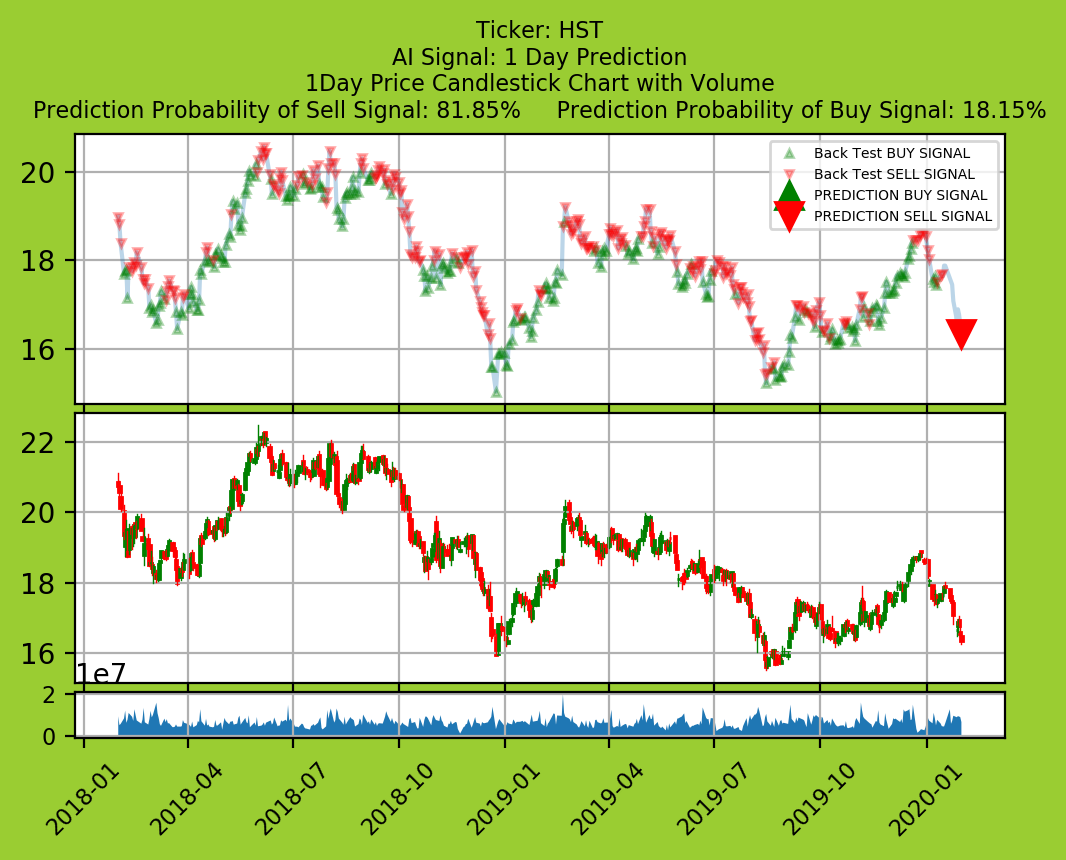 Ticker: HST
AI Signal: 1 Day Prediction
1Day Price Candlestick Chart with Volume
Prediction Probability of Sell Signal: 81.85%     Prediction Probability of Buy Signal: 18.15%
Back Test BUY SIGNAL
Back Test SELL SIGNAL
PREDICTION BUY SIGNAL
PREDICTION SELL SIGNAL
20
18
16
22
20
18
16
1e7
2
0
2018-01
2018-04
2018-07
2018-10
2019-01
2019-04
2019-07
2019-10
2020-01